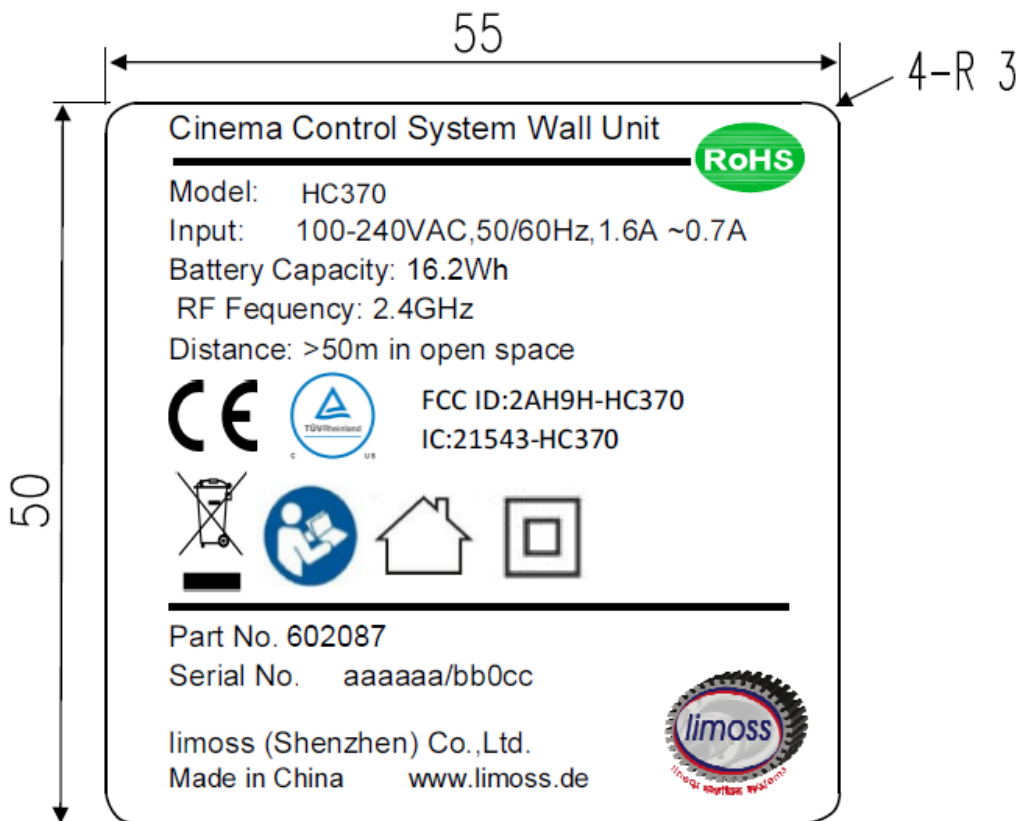 55
4-R 3
Cinema Control System Wall Unit
RoHS
Model: HC370
Input: 100-240VAC,50/60Hz,1.6A ~0.7A
Battery Capacity: 16.2Wh
RF Fequency: 2.4GHz
Distance: >50m in open space
CE
TÜVRheinland
C US
FCC ID:2AH9H-HC370
IC:21543-HC370
50
Part No. 602087
Serial No. aaaaaa/bb0cc
limoss
limoss (Shenzhen) Co.,Ltd.
Made in China www.limoss.de